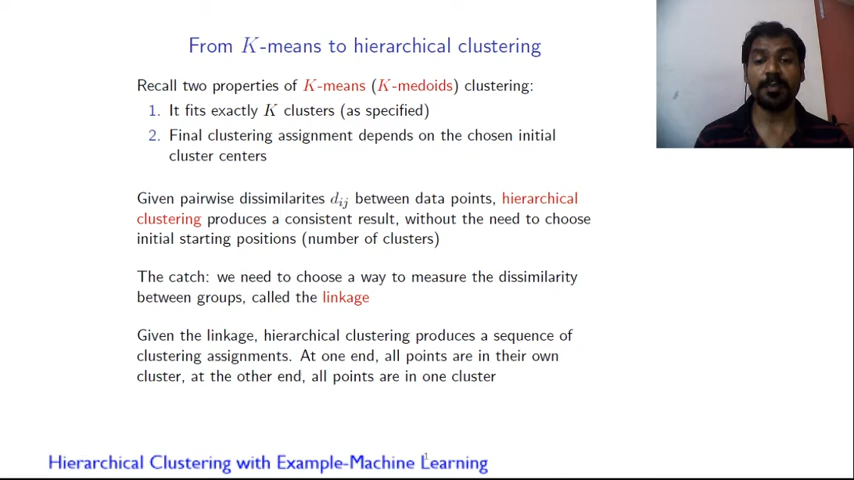 From K-means to hierarchical clustering
Recall two properties of K-means (K-medoids) clustering:
1. It fits exactly K clusters (as specified)
2. Final clustering assignment depends on the chosen initial
cluster centers
Given pairwise dissimilarites dij between data points, hierarchical
clustering produces a consistent result, without the need to choose
initial starting positions (number of clusters)
The catch: we need to choose a way to measure the dissimilarity
between groups, called the linkage
Given the linkage, hierarchical clustering produces a sequence of
clustering assignments. At one end, all points are in their own
cluster, at the other end, all points are in one cluster
Hierarchical Clustering with Example-Machine Learning
1